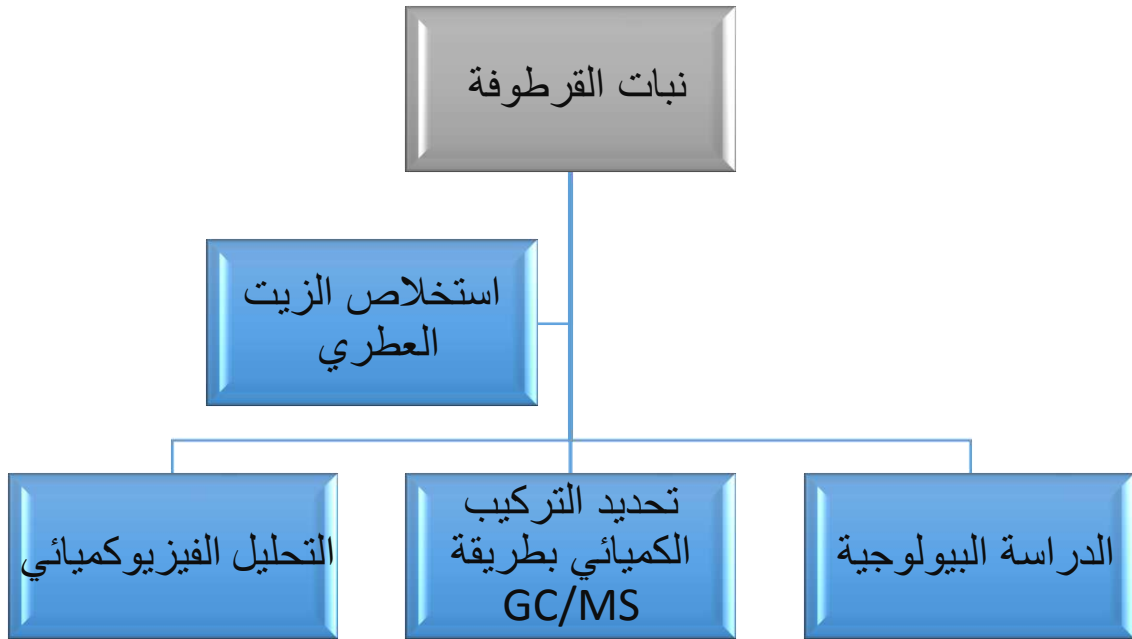 نبات القرطوفة
استخلاص الزيت
العطري
الدراسة البيولوجية
تحديد التركيب
الكميائي بطريقة
GC/MS
التحليل الفيزيوكميائي